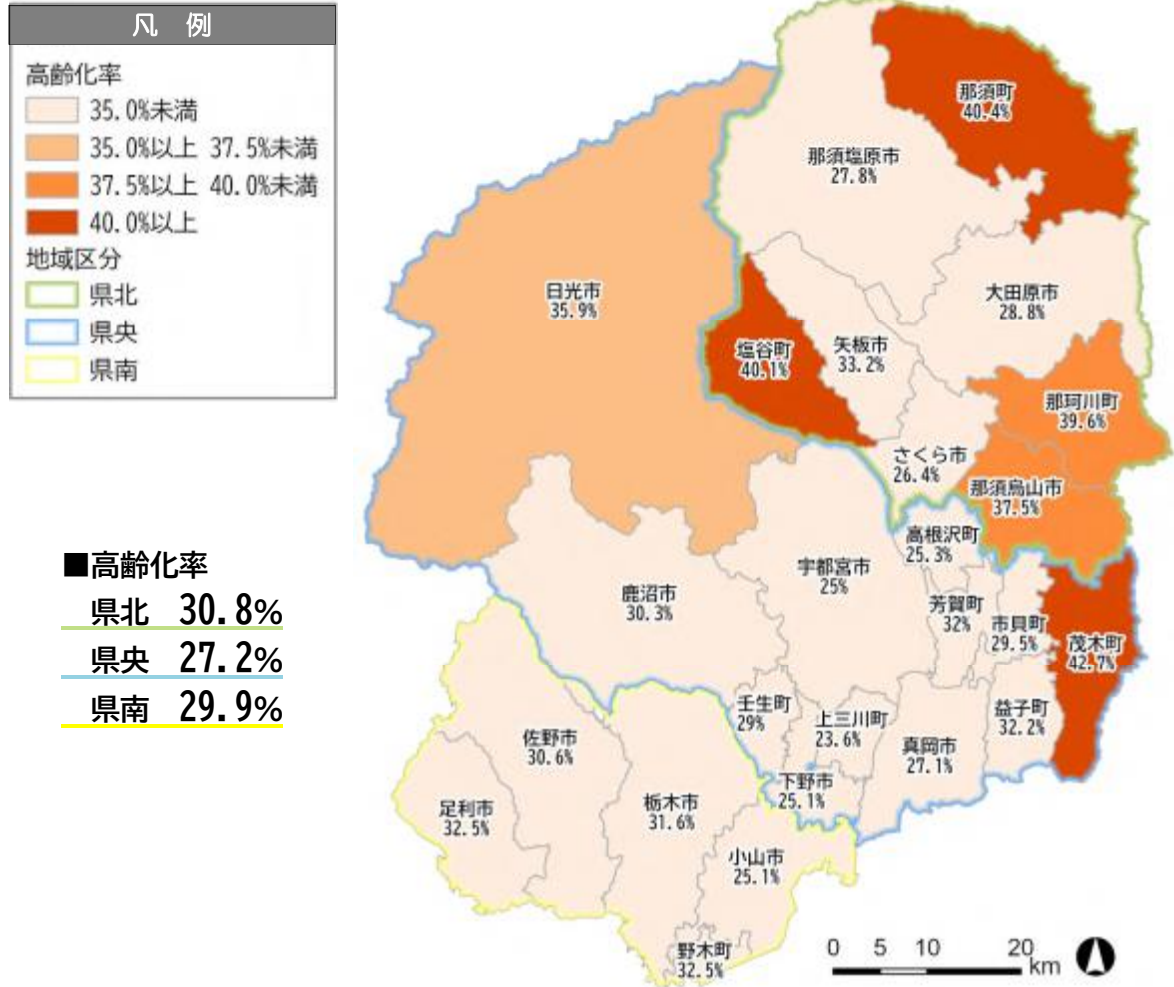 凡 例
高齢化率
35.0%未満
35.0%以上 37.5%未満
37.5%以上 40.0%未満
40.0%以上
地域区分
県北
県央
県南
■高齢化率
県北 30.8%
県央 27.2%
県南 29.9%
那須町
40.4%
那須塩原市
27.8%
大田原市
28.8%
日光市
35.9%
矢板市
33.2%
塩谷町
40.1%
那珂川町
39.6%
さくら市
26.4%
那須烏山市
37.5%
高根沢町
25.3%
宇都宮市
25%
鹿沼市
30.3%
芳賀町
32%
市貝町
29.5%
茂木町
42.7%
壬生町
29%
上三川町
23.6%
益子町
32.2%
真岡市
27.1%
佐野市
30.6%
下野市
25.1%
足利市
32.5%
栃木市
31.6%
小山市
25.1%
野木町
32.5%
0 5 10 20
km